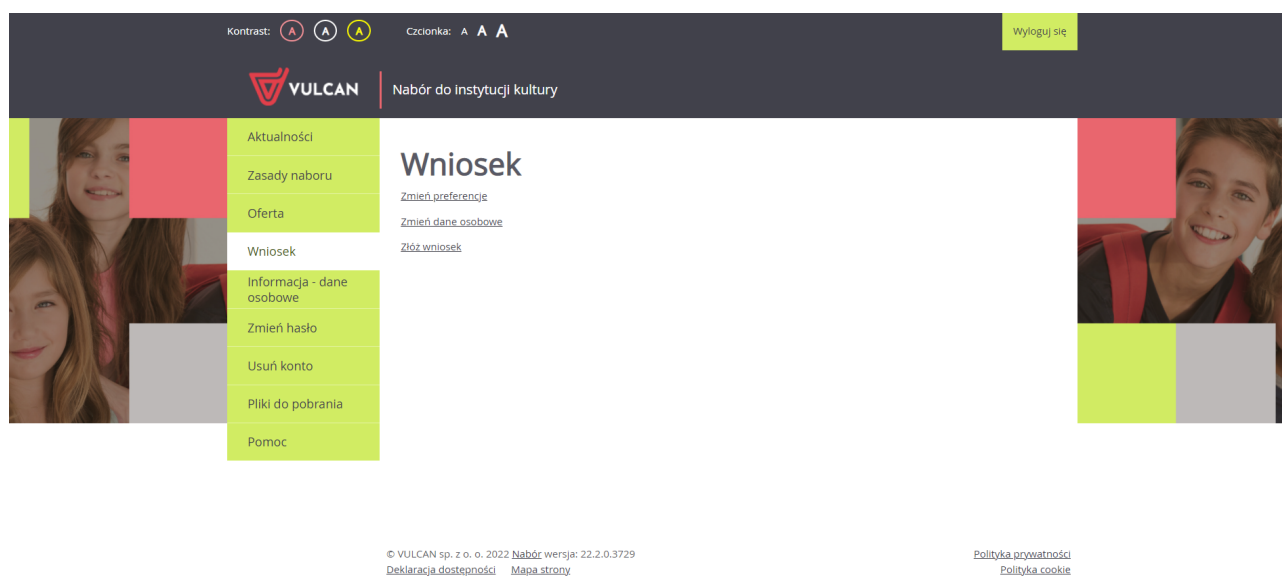 Kontrast: A A A Czcionka: A A A Wyloguj się
VULCAN Nabór do instytucji kultury
Aktualności
Zasady naboru
Oferta
Wniosek
Informacja - dane
osobowe
Zmień hasło
Usuń konto
Pliki do pobrania
Pomoc
Wniosek
Zmień preferencje
Zmień dane osobowe
Złóż wniosek
© VULCAN sp. z o. o. 2022 Nabór wersja: 22.2.0.3729
Deklaracja dostępności Mapa strony
Polityka prywatności
Polityka cookie